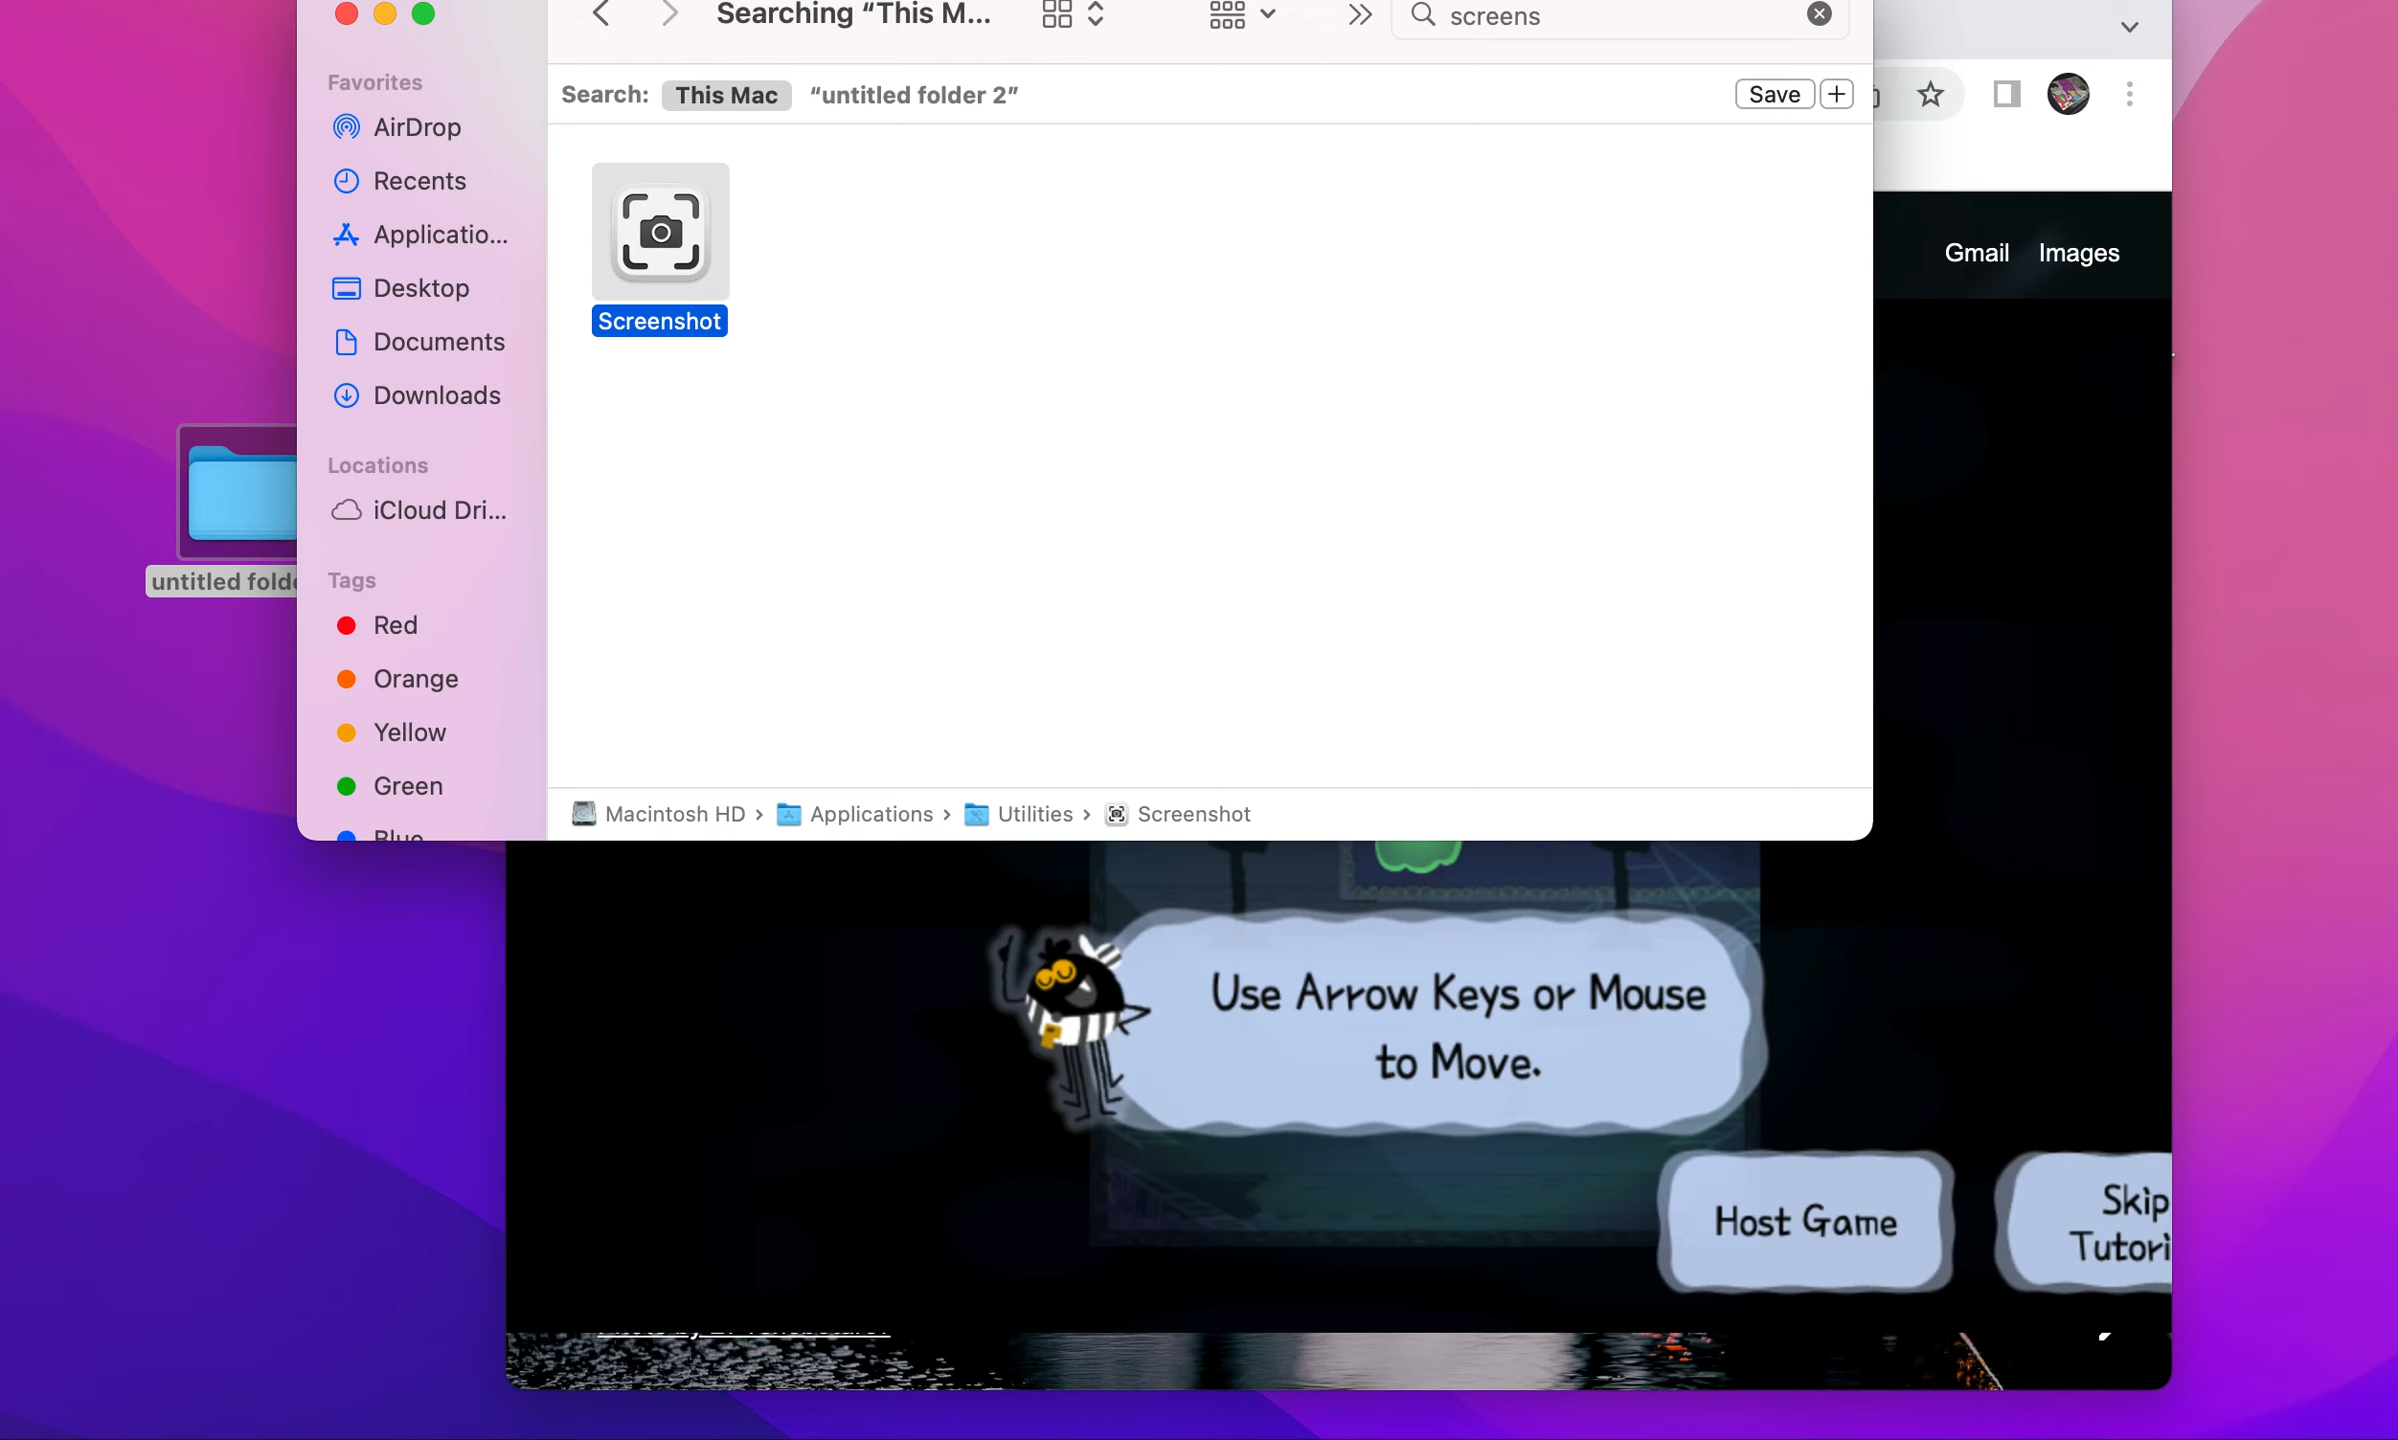 Searching “This M...
screens
Favorites
AirDrop
Recents
Applicatio...
Desktop
Documents
Downloads
Locations
iCloud Dri...
Tags
Red
Orange
Yellow
Green
Blue
Search: This Mac “untitled folder 2”
Save
Screenshot
Macintosh HD › Applications › Utilities › Screenshot
untitled folde
Gmail Images
Use Arrow Keys or Mouse
to Move.
Host Game
Skip
Tutori